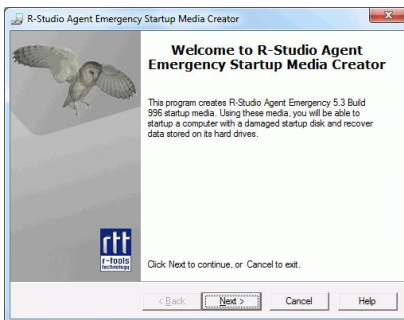 R-Studio Agent Emergency Startup Media Creator
Welcome to R-Studio Agent
Emergency Startup Media Creator
This program creates R-Studio Agent Emergency 5.3 Build
996 startup media. Using these media, you will be able to
startup a computer with a damaged startup disk and recover
data stored on its hard drives.
rtt
r-tools
technology
Click Next to continue, or Cancel to exit.
< Back
Next >
Cancel
Help